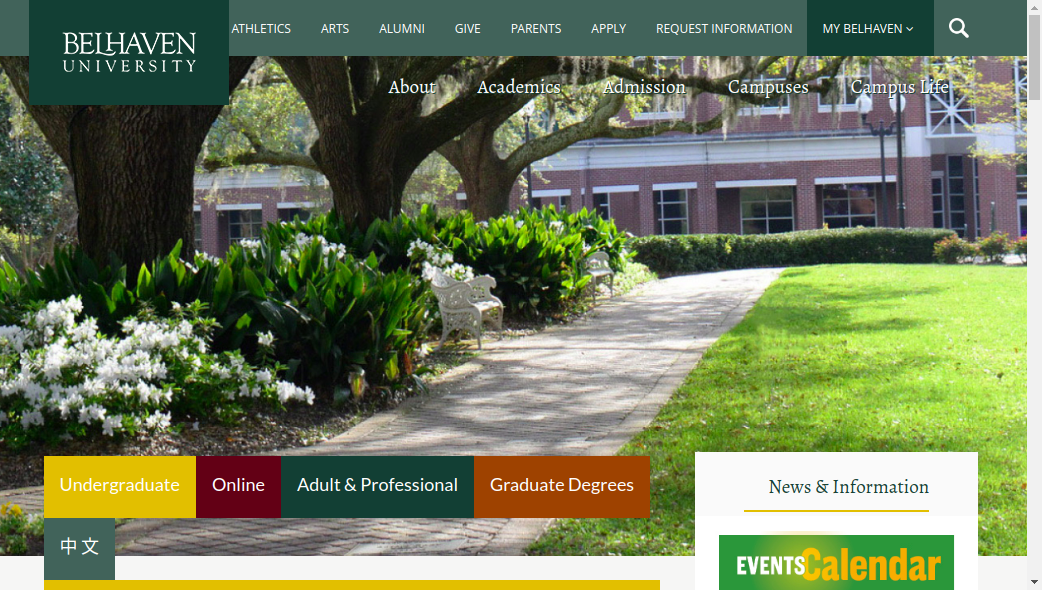 BELHAVEN
UNIVERSITY
ATHLETICS ARTS ALUMNI GIVE PARENTS APPLY REQUEST INFORMATION MY BELHAVEN
About Academics Admission Campuses Campus Life
Undergraduate Online Adult & Professional Graduate Degrees
中文
News & Information
EVENTS Calendar